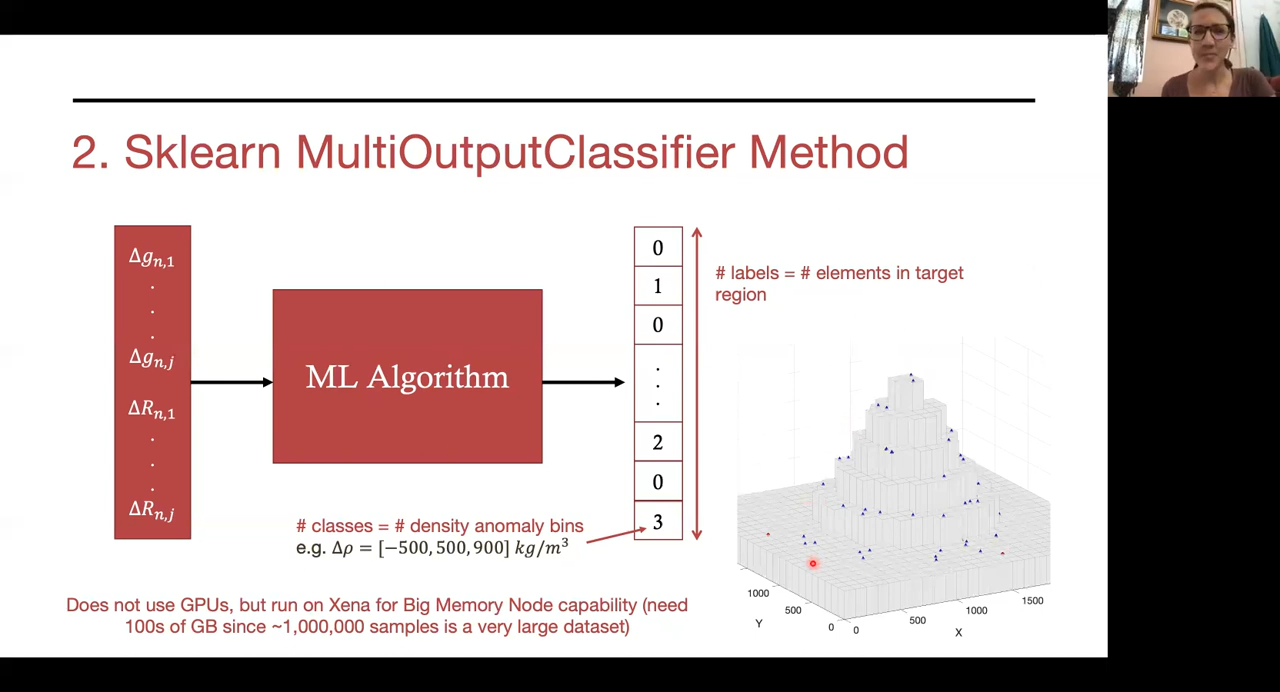 2. Sklearn MultiOutputClassifier Method
Δg_{n,1}
.
.
.
Δg_{n,j}
ΔR_{n,1}
.
.
.
ΔR_{n,j}
ML Algorithm
0
1
0
.
.
.
2
0
3
# labels = # elements in target
region
# classes = # density anomaly bins
e.g. Δρ = [−500, 500, 900] kg/m³
Does not use GPUs, but run on Xena for Big Memory Node capability (need
100s of GB since ~1,000,000 samples is a very large dataset)
1000
500
0
Y
0
500
1000
1500
X